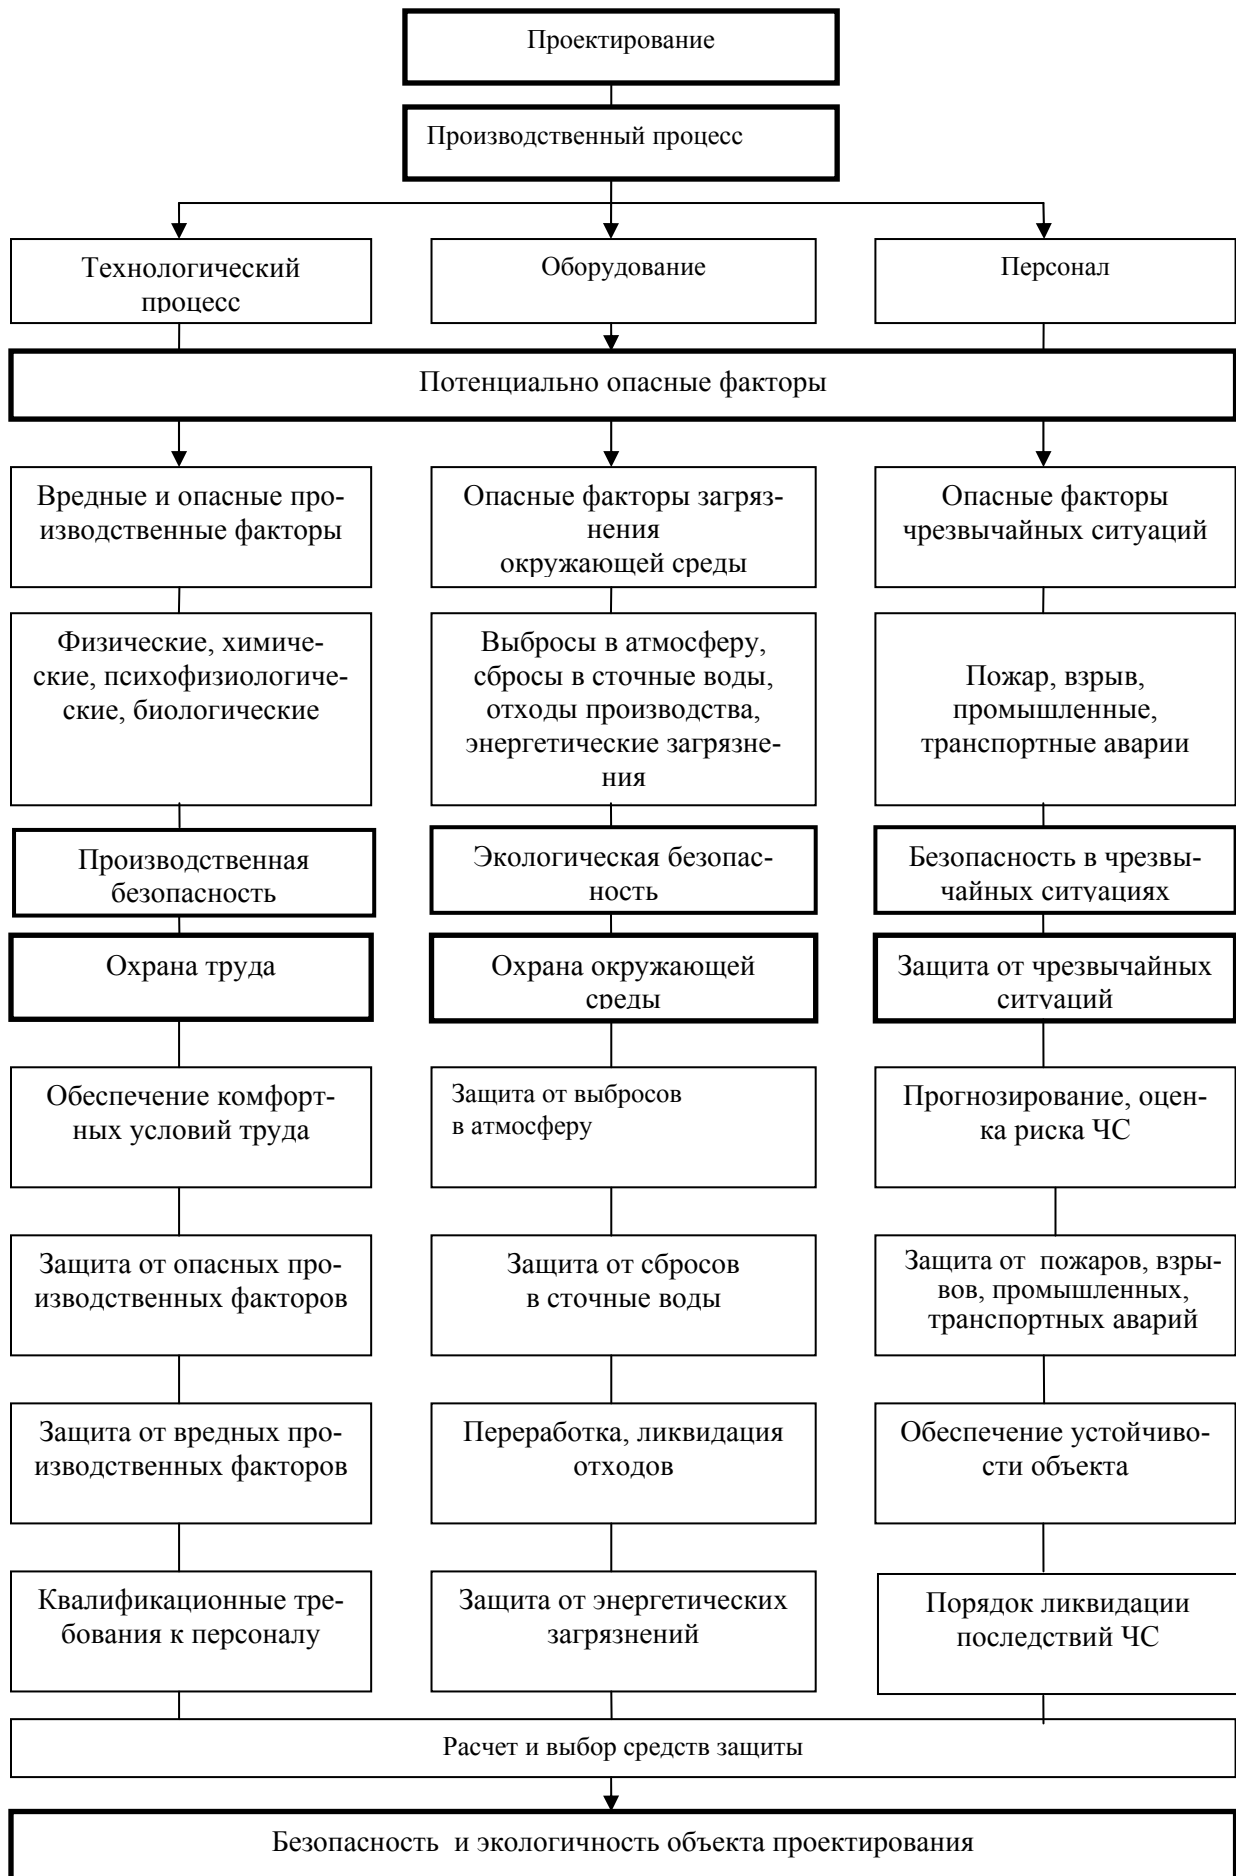 Проектирование
Производственный процесс
Технологический
процесс
Оборудование
Персонал
Потенциально опасные факторы
Вредные и опасные про-
изводственные факторы
Опасные факторы загряз-
нения
окружающей среды
Опасные факторы
чрезвычайных ситуаций
Физические, химиче-
ские, психофизиологиче-
ские, биологические
Выбросы в атмосферу,
сбросы в сточные воды,
отходы производства,
энергетические загрязне-
ния
Пожар, взрыв,
промышленные,
транспортные аварии
Производственная
безопасность
Экологическая безопас-
ность
Безопасность в чрезвы-
чайных ситуациях
Охрана труда
Охрана окружающей
среды
Защита от чрезвычайных
ситуаций
Обеспечение комфорт-
ных условий труда
Защита от выбросов
в атмосферу
Прогнозирование, оцен-
ка риска ЧС
Защита от опасных про-
изводственных факторов
Защита от сбросов
в сточные воды
Защита от пожаров, взры-
вов, промышленных,
транспортных аварий
Защита от вредных про-
изводственных факторов
Переработка, ликвидация
отходов
Обеспечение устойчиво-
сти объекта
Квалификационные тре-
бования к персоналу
Защита от энергетических
загрязнений
Порядок ликвидации
последствий ЧС
Расчет и выбор средств защиты
Безопасность и экологичность объекта проектирования